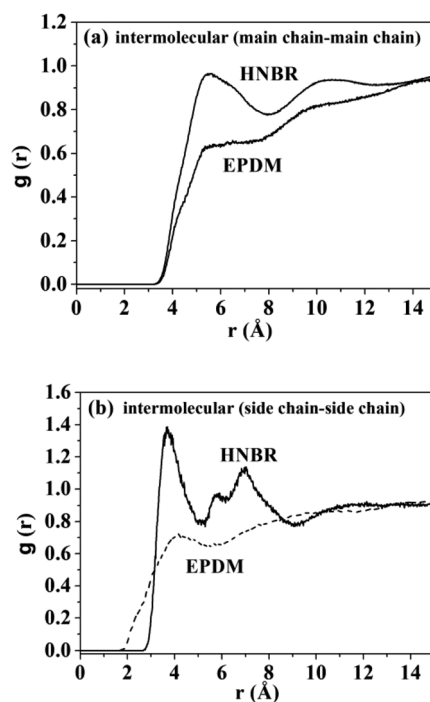 (a) intermolecular (main chain-main chain)
1.2
1.0
0.8
0.6
0.4
0.2
0.0
g (r)
HNBR
EPDM
0 2 4 6 8 10 12 14
r (Å)
(b) intermolecular (side chain-side chain)
1.6
1.4
1.2
1.0
0.8
0.6
0.4
0.2
0.0
g (r)
HNBR
EPDM
0 2 4 6 8 10 12 14
r (Å)